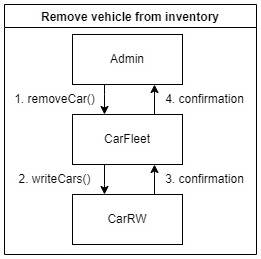 Remove vehicle from inventory
Admin
1. removeCar()
4. confirmation
CarFleet
2. writeCars()
3. confirmation
CarRW